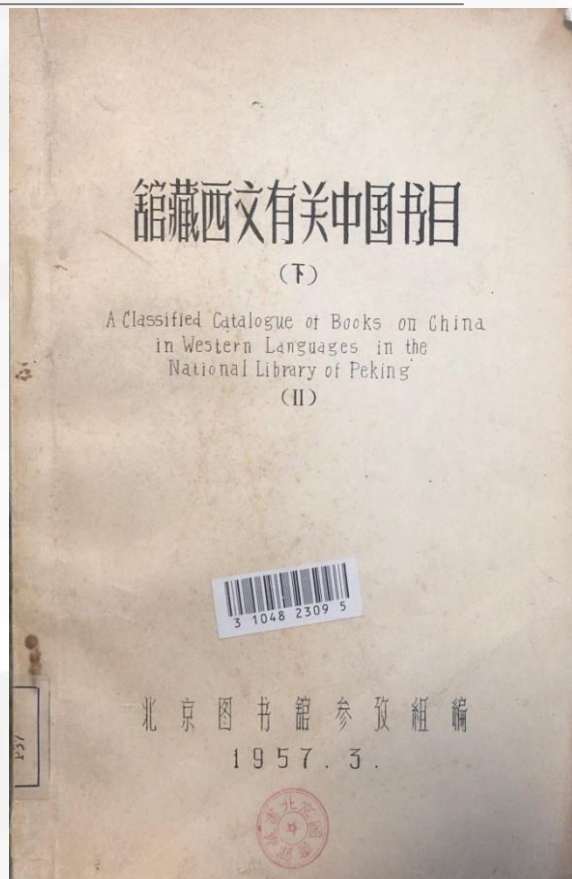 舘藏西文有关中国书目
(下)
A Classified Catalogue of Books on China
in Western Languages in the
National Library of Peking
(II)
3 1048 2309 5
北京图书舘参攷組編
1957.3.